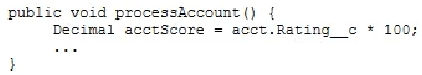 public void processAccount() {
    Decimal acctScore = acct.Rating__c * 100;
    ...
}